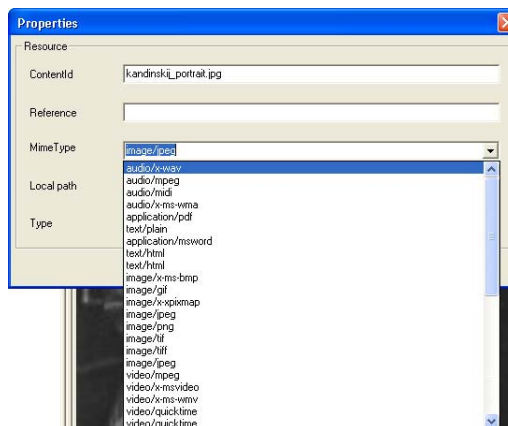 Properties
Resource
ContentId
kandinskij_portrait.jpg
Reference
MimeType
image/jpeg
audio/x-wav
audio/mpeg
Local path
audio/midi
audio/x-ms-wma
application/pdf
Type
text/plain
application/msword
text/html
text/html
image/x-ms-bmp
image/gif
image/x-xpixmap
image/jpeg
image/png
image/tif
image/tiff
image/jpeg
video/mpeg
video/x-msvideo
video/x-ms-wmv
video/quicktime
video/quicktime